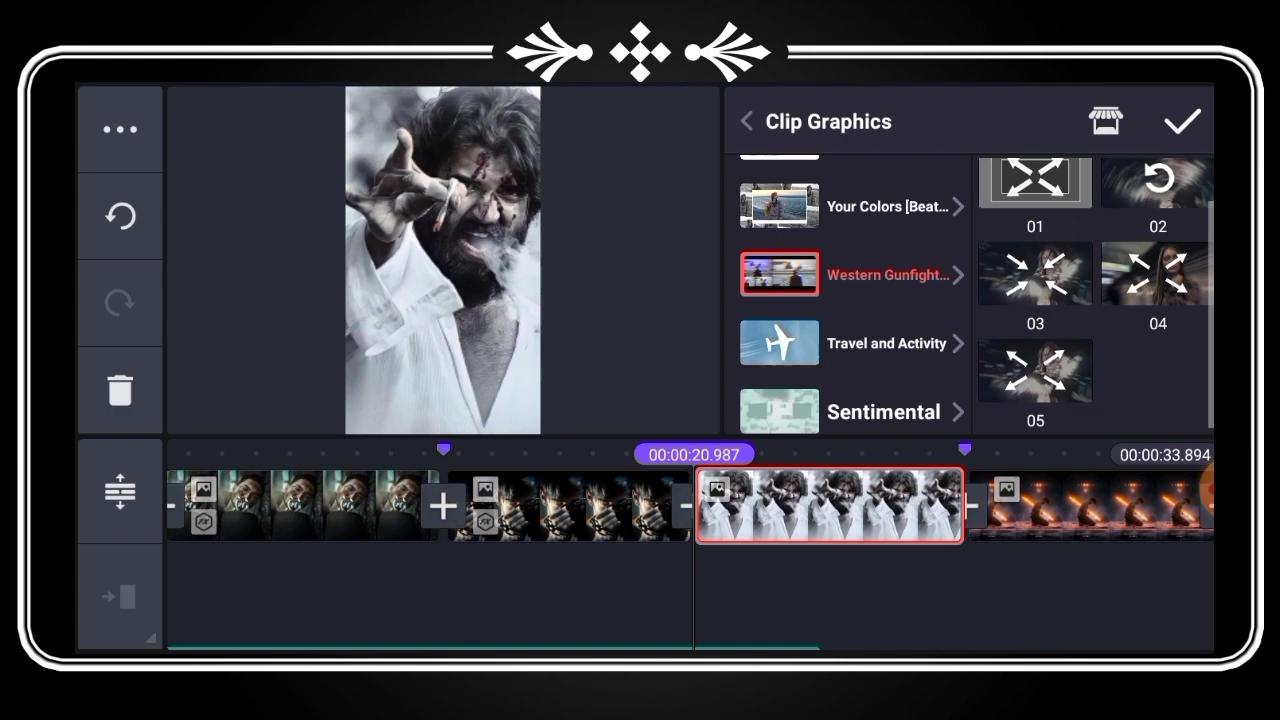 Clip Graphics
Your Colors [Beat...
Western Gunfight...
Travel and Activity
Sentimental
01
02
03
04
05
00:00:20.987
00:00:33.894